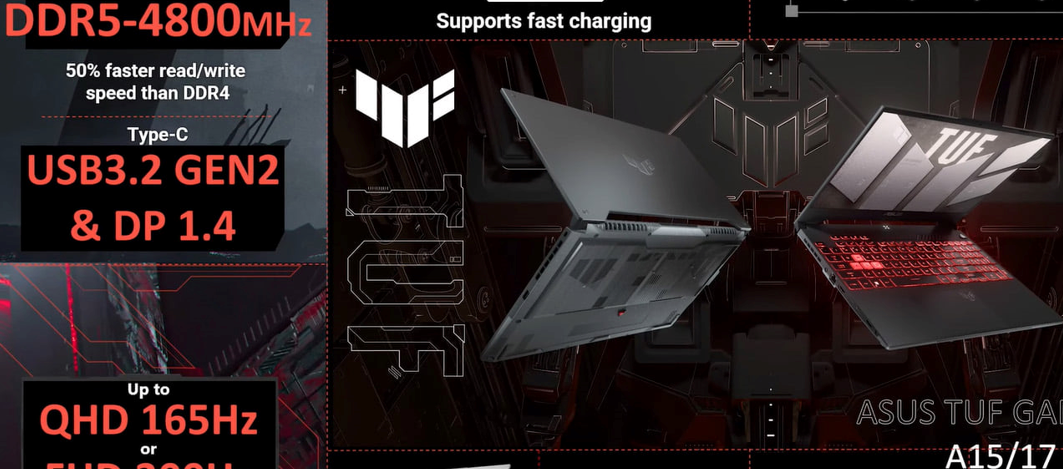 DDR5-4800MHz
50% faster read/write
speed than DDR4
Type-C
USB3.2 GEN2
& DP 1.4
Up to
QHD 165Hz
or
Supports fast charging
TUF
TUF
ASUS TUF
A15/17